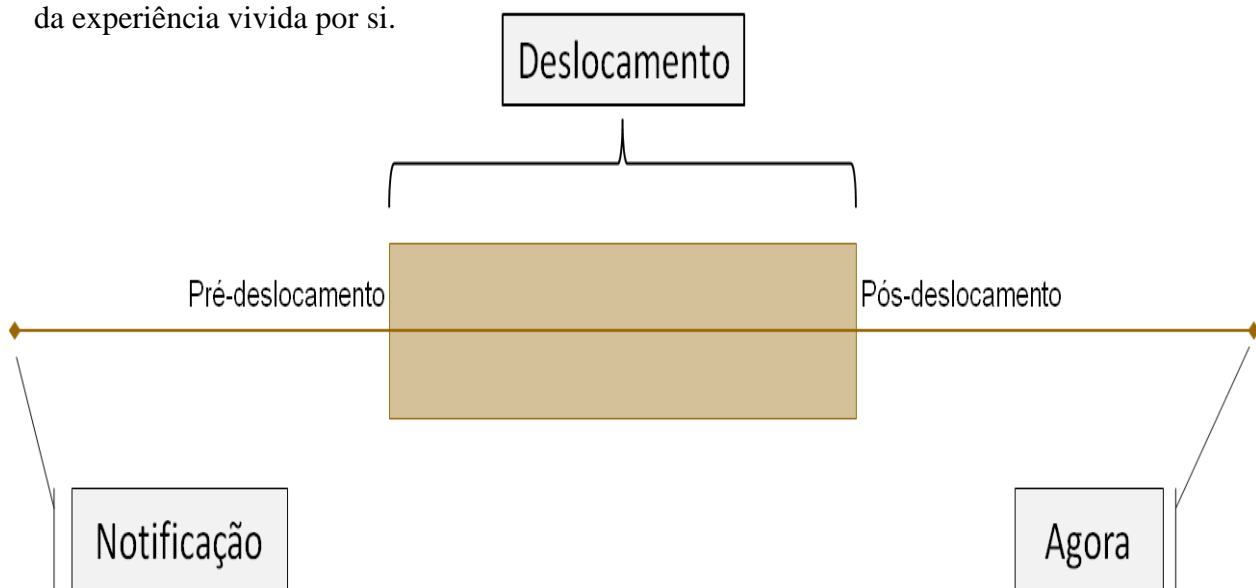 da experiência vivida por si.
Deslocamento
Pré-deslocamento
Pós-deslocamento
Notificação
Agora